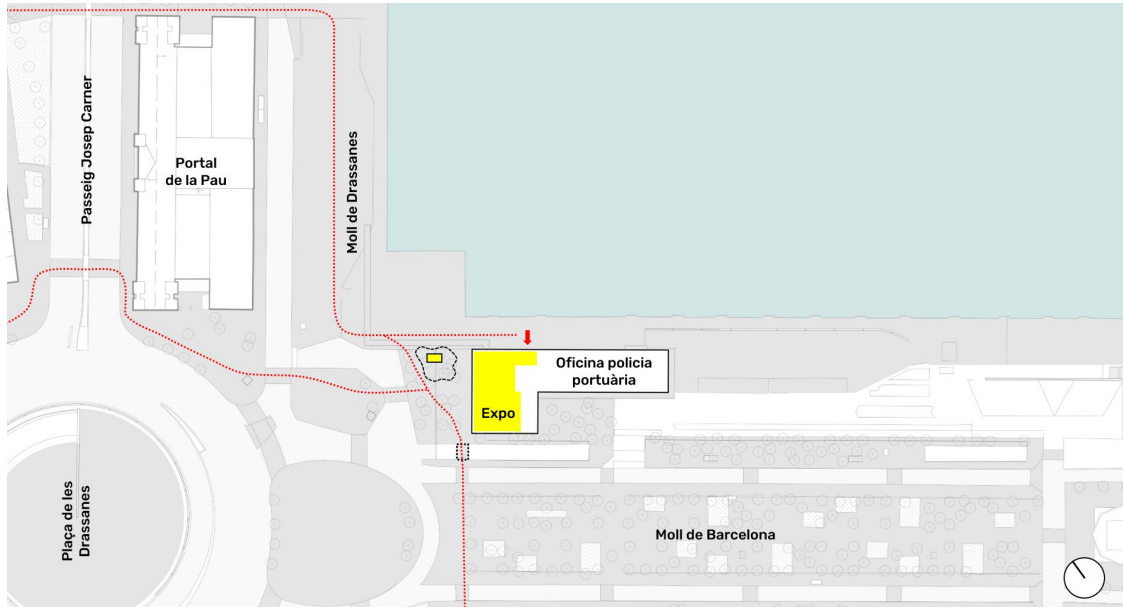 Passeig Josep Carner
Portal
de la Pau
Moll de Drassanes
Oficina policia
portuària
Expo
Plaça de les
Drassanes
Moll de Barcelona